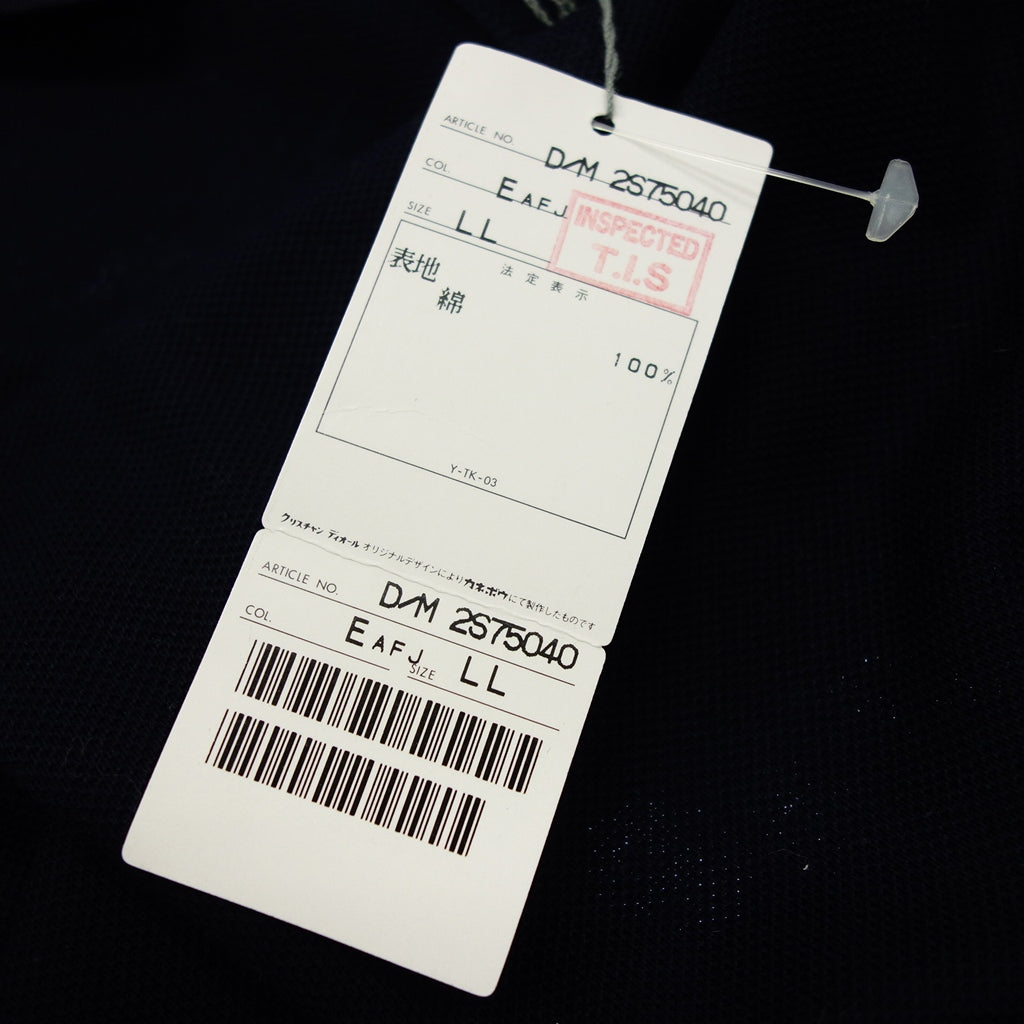 ARTICLE NO. D/M 2S75040
COL. EAFJ
SIZE LL
INSPECTED
T.I.S
法定表示
表地
綿
100%
Y-TK-03
クリスチャン ディオール オリジナルデザインにより カネボウ にて製作したものです
ARTICLE NO. D/M 2S75040
COL. EAFJ SIZE LL